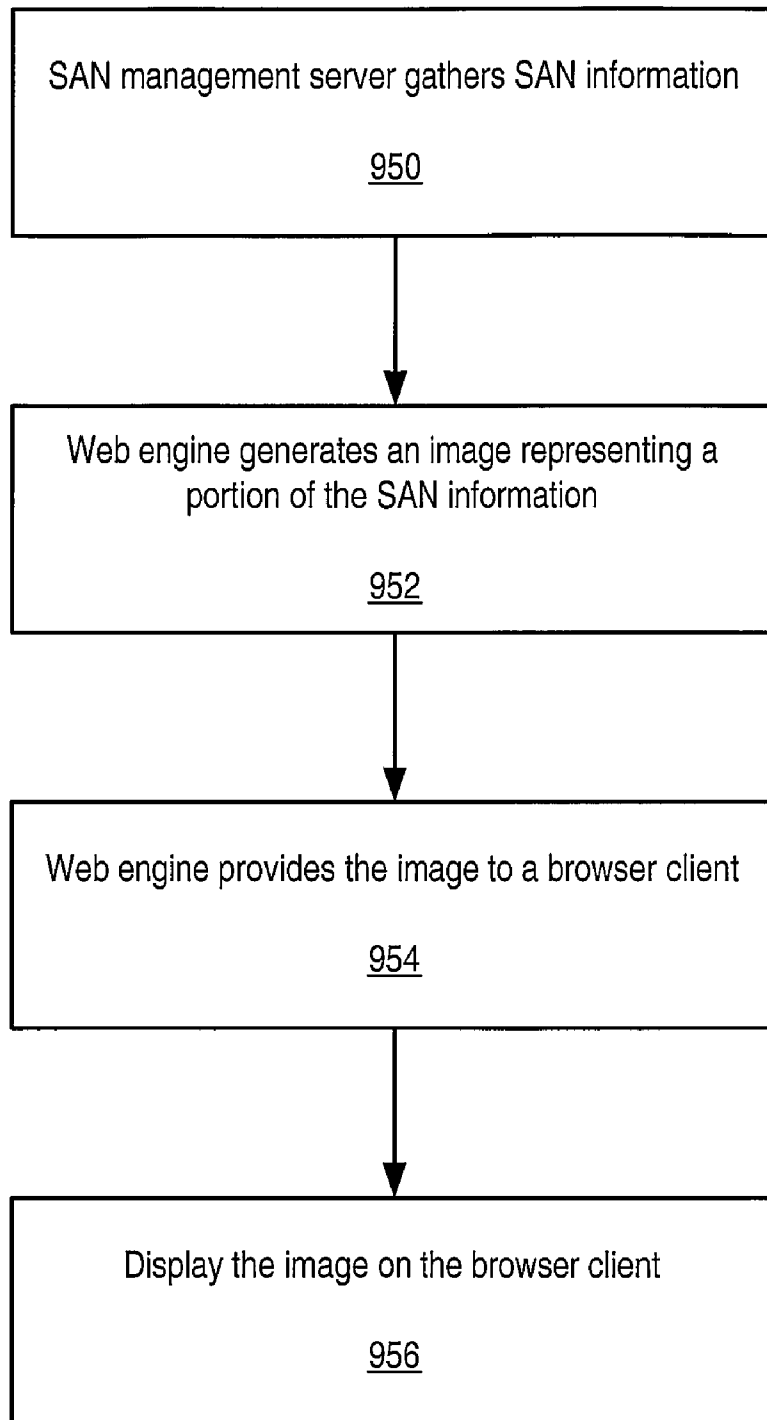 SAN management server gathers SAN information
950
Web engine generates an image representing a
portion of the SAN information
952
Web engine provides the image to a browser client
954
Display the image on the browser client
956